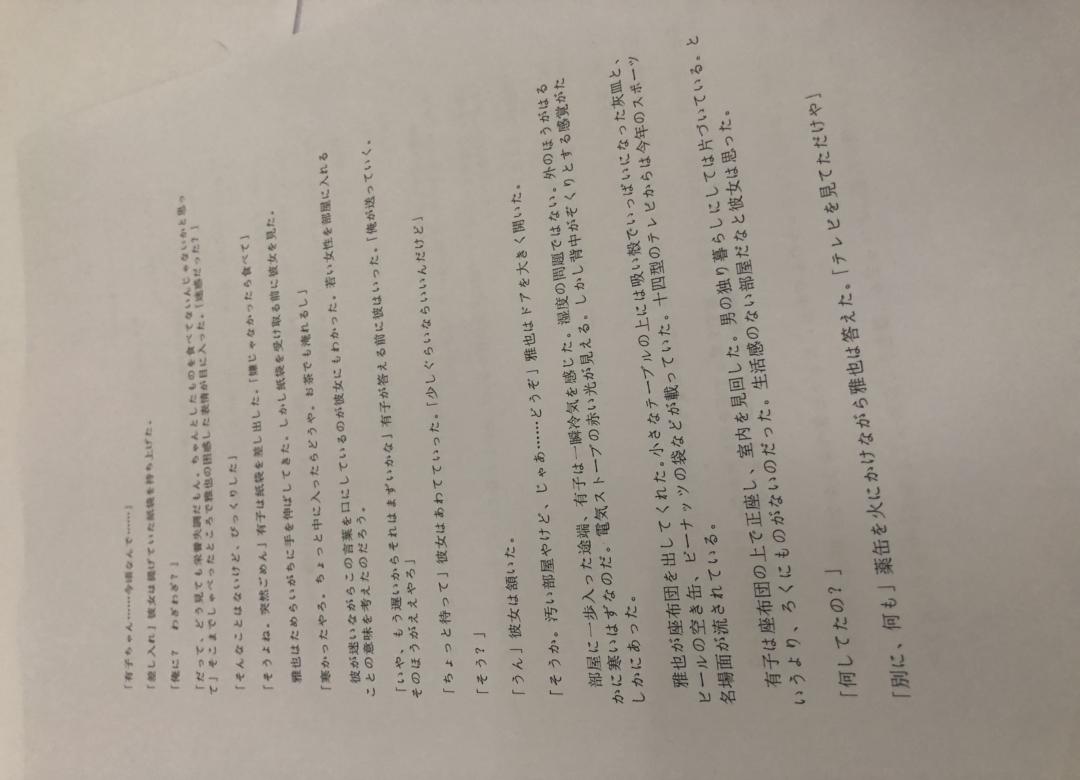 「有子ちゃん……今頃なんで……」
「差し入れ」彼女は提げていた紙袋を持ち上げた。
「俺に？　わざわざ？」
「だって、どう見ても栄養失調だもん。ちゃんとしたものを食べてないんじゃないかと思っ
て」そこまでしゃべったところで雅也の困惑した表情が目に入った。「迷惑だった？」
「そんなことはないけど、びっくりした」
「そうよね。突然ごめん」有子は紙袋を差し出した。「嫌じゃなかったら食べて」
雅也はためらいがちに手を伸ばしてきた。しかし紙袋を受け取る前に彼女を見た。
「寒かったやろ。ちょっと中に入ったらどうや。お茶でも淹れるし」
彼が迷いながらこの言葉を口にしているのが彼女にもわかった。若い女性を部屋に入れる
ことの意味を考えたのだろう。
「いや、もう遅いからそれはまずいかな」有子が答える前に彼はいった。「俺が送っていく。
そのほうがええやろ」
「ちょっと待って」彼女はあわてていった。「少しぐらいならいいんだけど」
「そう？」
「うん」彼女は頷いた。
「そうか。汚い部屋やけど、じゃあ……どうぞ」雅也はドアを大きく開いた。
部屋に一歩入った途端、有子は一瞬冷気を感じた。湿度の問題ではない。外のほうがはる
かに寒いはずなのだ。電気ストーブの赤い光が見える。しかし背中がぞくりとする感覚がた
しかにあった。
雅也が座布団を出してくれた。小さなテーブルの上には吸い殻でいっぱいになった灰皿と、
ビールの空き缶、ピーナッツの袋などが載っていた。十四型のテレビからは今年のスポーツ
名場面が流されている。
有子は座布団の上で正座し、室内を見回した。男の独り暮らしにしては片づいている。と
いうより、ろくにものがないのだった。生活感のない部屋だなと彼女は思った。
「何してたの？」
「別に、何も」薬缶を火にかけながら雅也は答えた。「テレビを見てただけや」